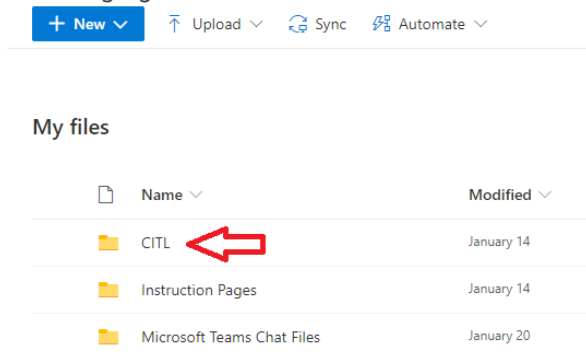 + New Upload Sync Automate
My files
Name Modified
CITL January 14
Instruction Pages January 14
Microsoft Teams Chat Files January 20